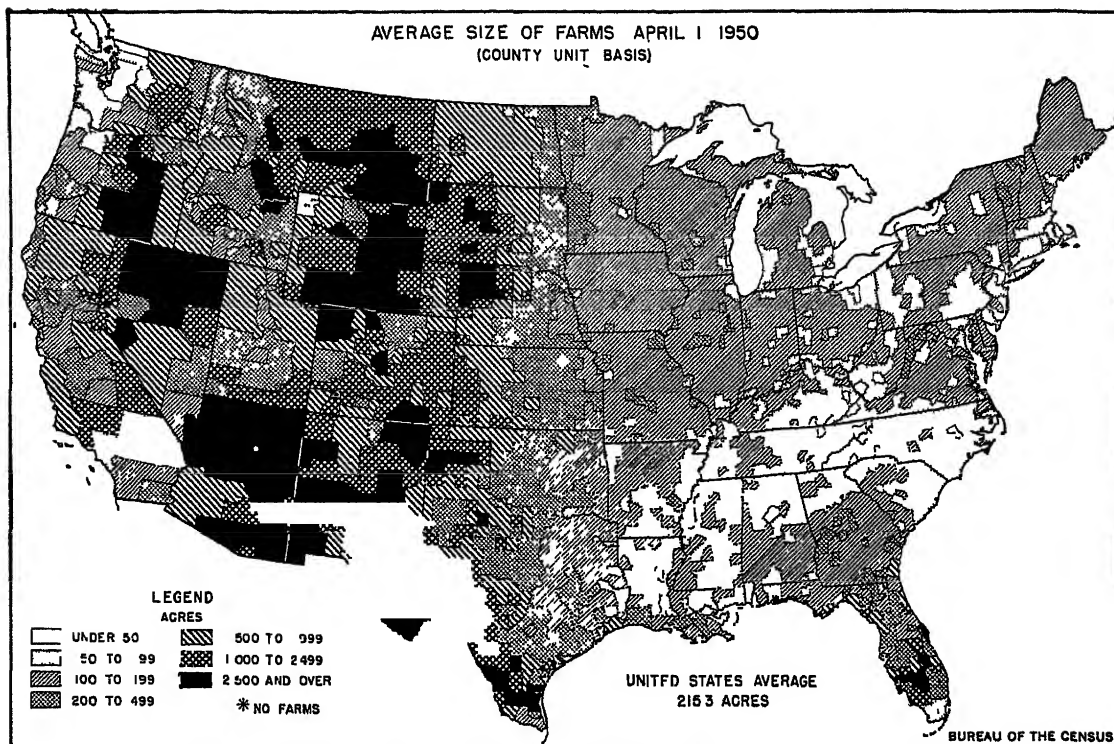 AVERAGE SIZE OF FARMS APRIL 1 1950
(COUNTY UNIT BASIS)
LEGEND
ACRES
UNDER 50
50 TO 99
100 TO 199
200 TO 499
500 TO 999
1 000 TO 2499
2 500 AND OVER
* NO FARMS
UNITFD STATES AVERAGE
2153 ACRES
BUREAU OF THE CENSUS